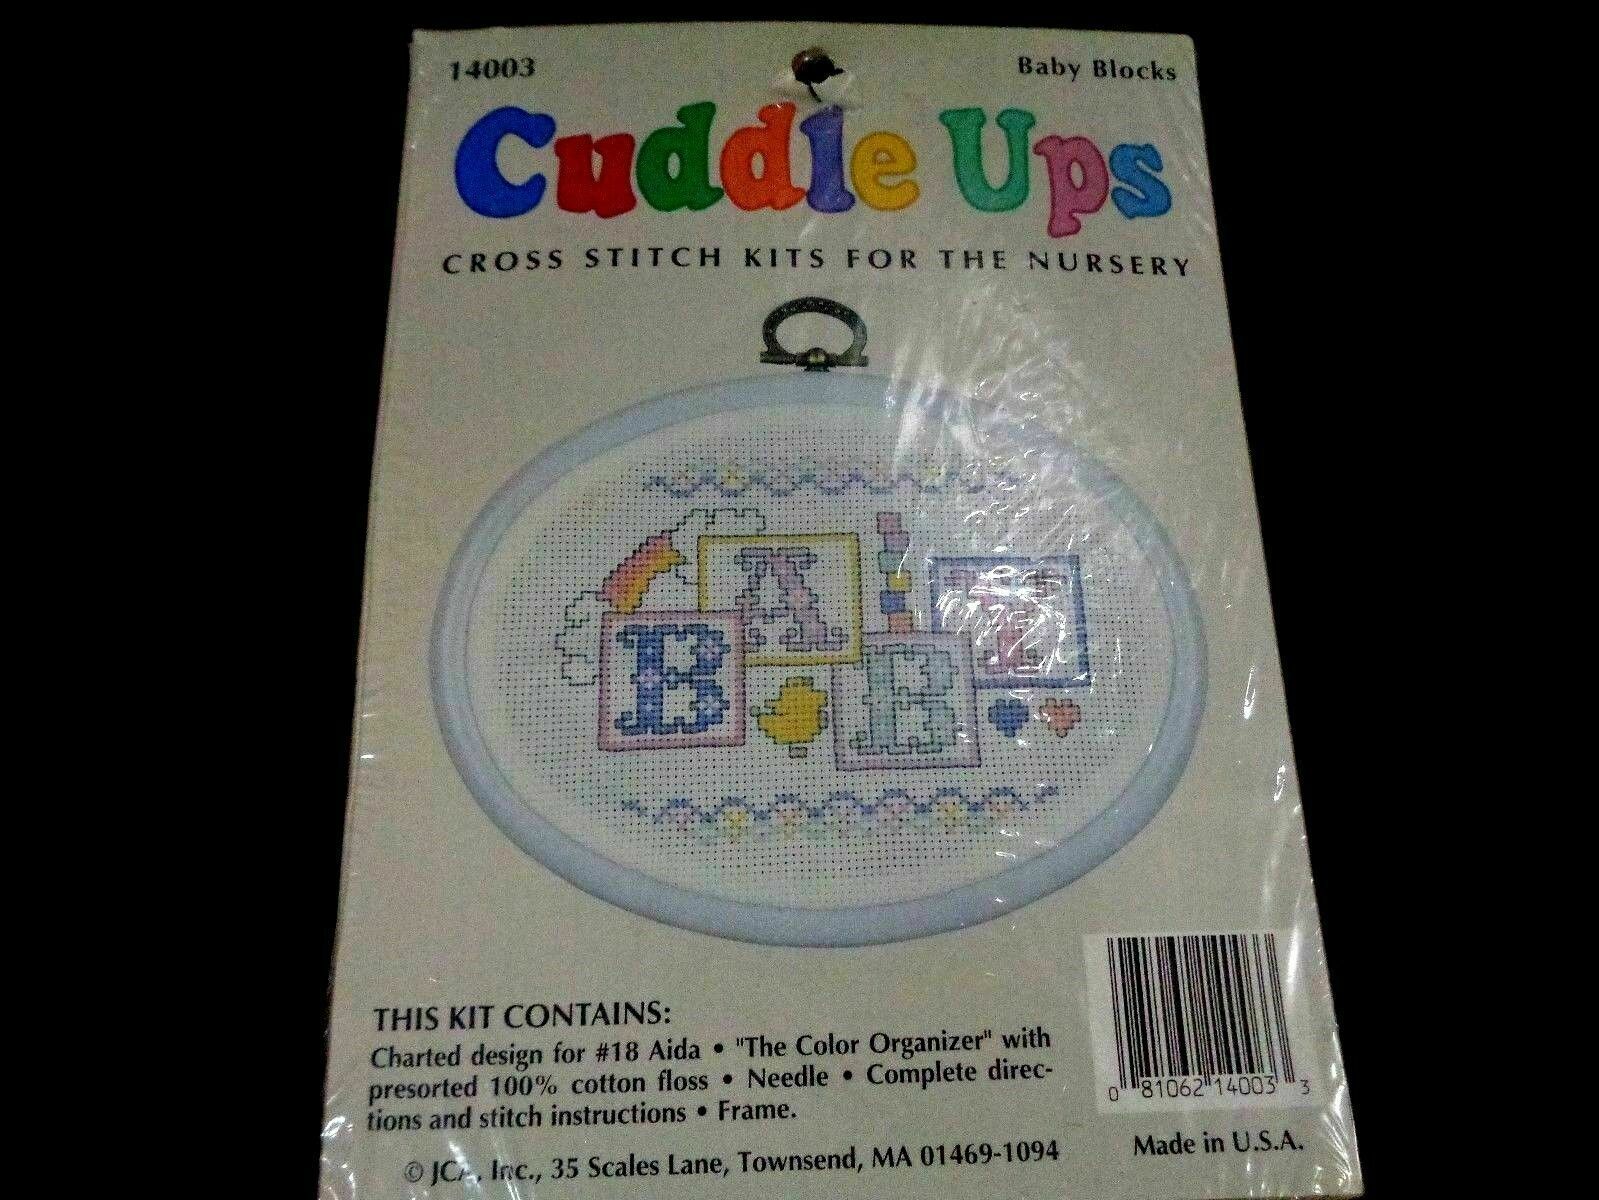 14003
Baby Blocks
Cuddle Ups
CROSS STITCH KITS FOR THE NURSERY
B A B Y
THIS KIT CONTAINS:
Charted design for #18 Aida • "The Color Organizer" with
presorted 100% cotton floss • Needle • Complete direc-
tions and stitch instructions • Frame.
© JCA, Inc., 35 Scales Lane, Townsend, MA 01469-1094
0 81062 14003 3
Made in U.S.A.